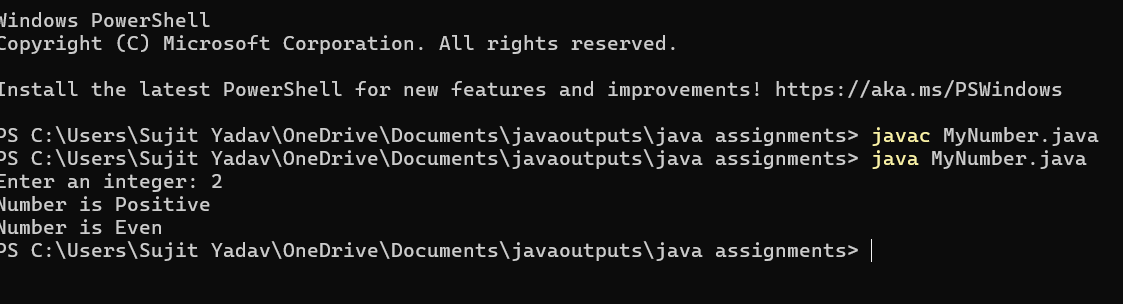 Windows PowerShell
Copyright (C) Microsoft Corporation. All rights reserved.
Install the latest PowerShell for new features and improvements! https://aka.ms/PSWindows
PS C:\Users\Sujit Yadav\OneDrive\Documents\javaoutputs\java assignments> javac MyNumber.java
PS C:\Users\Sujit Yadav\OneDrive\Documents\javaoutputs\java assignments> java MyNumber.java
Enter an integer: 2
Number is Positive
Number is Even
PS C:\Users\Sujit Yadav\OneDrive\Documents\javaoutputs\java assignments>